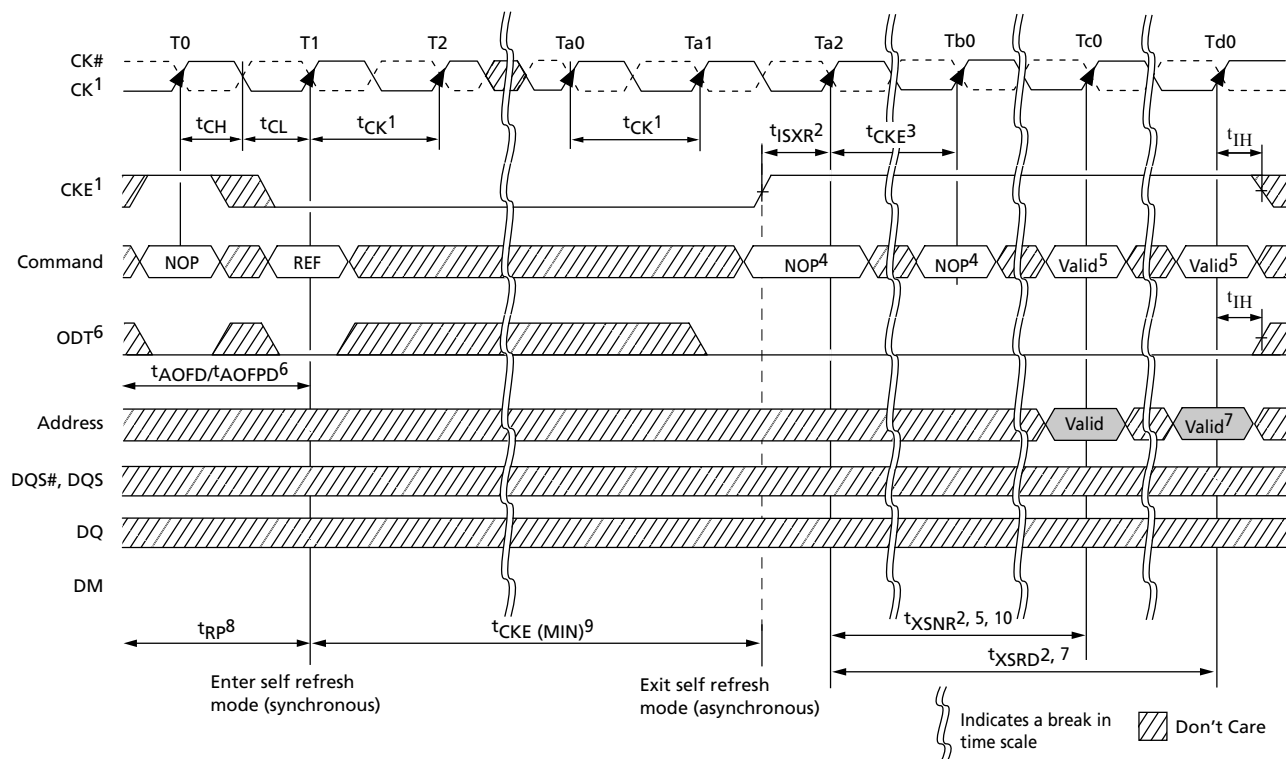 T0 T1 T2 Ta0 Ta1 Ta2 Tb0 Tc0 Td0
CK#
CK1
tCH tCL tCK1 tCK1 tISXR2 tCKE3 tIH
CKE1
Command NOP REF NOP4 NOP4 Valid5 Valid5
tIH
ODT6
tAOFD/tAOFPD6
Address Valid Valid7
DQS#, DQS
DQ
DM
tRP8 tCKE (MIN)9 tXSNR2, 5, 10
tXSRD2, 7
Enter self refresh
mode (synchronous)
Exit self refresh
mode (asynchronous)
Indicates a break in
time scale
Don't Care